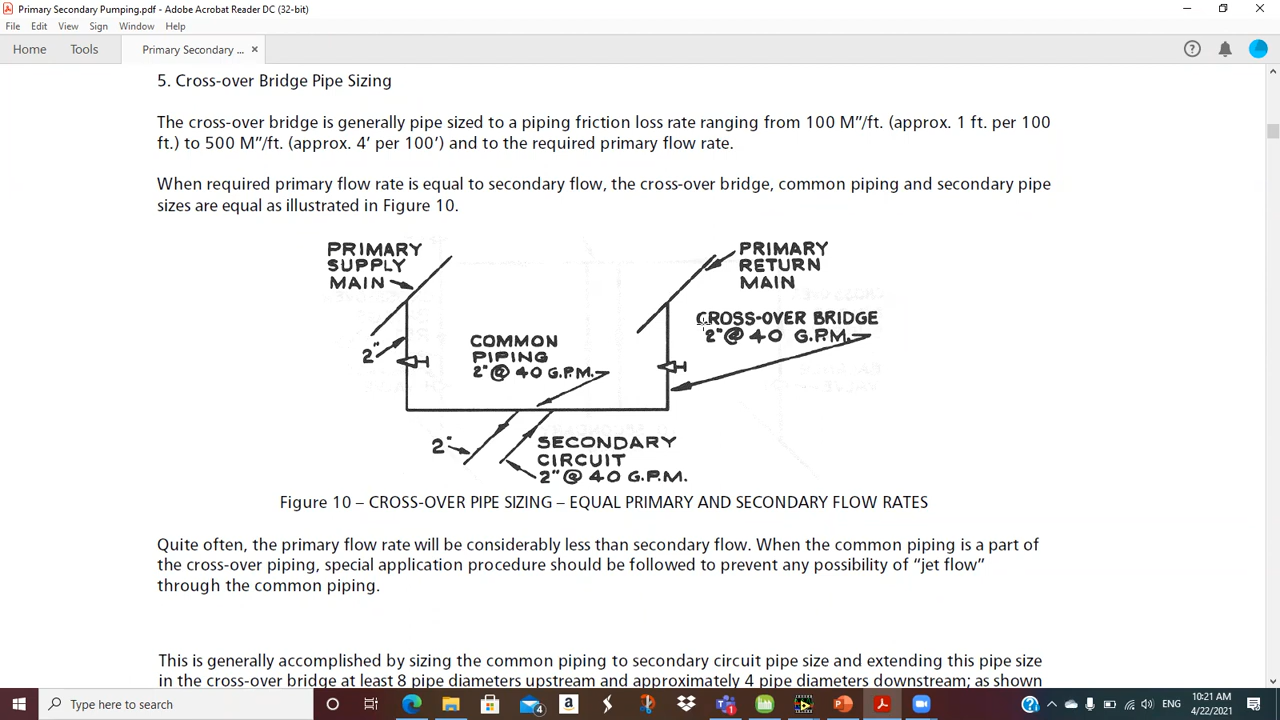 Primary Secondary Pumping.pdf - Adobe Acrobat Reader DC (32-bit)
File Edit View Sign Window Help
Home Tools Primary Secondary ... ×
5. Cross-over Bridge Pipe Sizing
The cross-over bridge is generally pipe sized to a piping friction loss rate ranging from 100 M”/ft. (approx. 1 ft. per 100
ft.) to 500 M”/ft. (approx. 4’ per 100’) and to the required primary flow rate.
When required primary flow rate is equal to secondary flow, the cross-over bridge, common piping and secondary pipe
sizes are equal as illustrated in Figure 10.
PRIMARY
SUPPLY
MAIN
PRIMARY
RETURN
MAIN
CROSS-OVER BRIDGE
2"@ 40 G.P.M.
2"
COMMON
PIPING
2"@ 40 G.P.M.
2"
SECONDARY
CIRCUIT
2"@ 40 G.P.M.
Figure 10 – CROSS-OVER PIPE SIZING – EQUAL PRIMARY AND SECONDARY FLOW RATES
Quite often, the primary flow rate will be considerably less than secondary flow. When the common piping is a part of
the cross-over piping, special application procedure should be followed to prevent any possibility of “jet flow”
through the common piping.
This is generally accomplished by sizing the common piping to secondary circuit pipe size and extending this pipe size
in the cross-over bridge at least 8 pipe diameters upstream and approximately 4 pipe diameters downstream; as shown
Type here to search
ENG
10:21 AM
4/22/2021